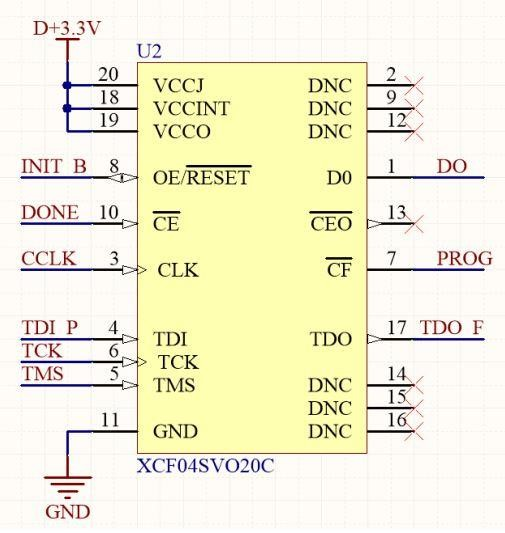 D+3.3V
U2
20 VCCJ DNC 2
18 VCCINT DNC 9
19 VCCO DNC 12
INIT B 8 OE/RESET D0 1 DO
DONE 10 CE CEO 13
CCLK 3 CLK CF 7 PROG
TDI P 4 TDI TDO 17 TDO F
TCK 6 TCK
TMS 5 TMS DNC 14
DNC 15
11 GND DNC 16
XCF04SVO20C
GND